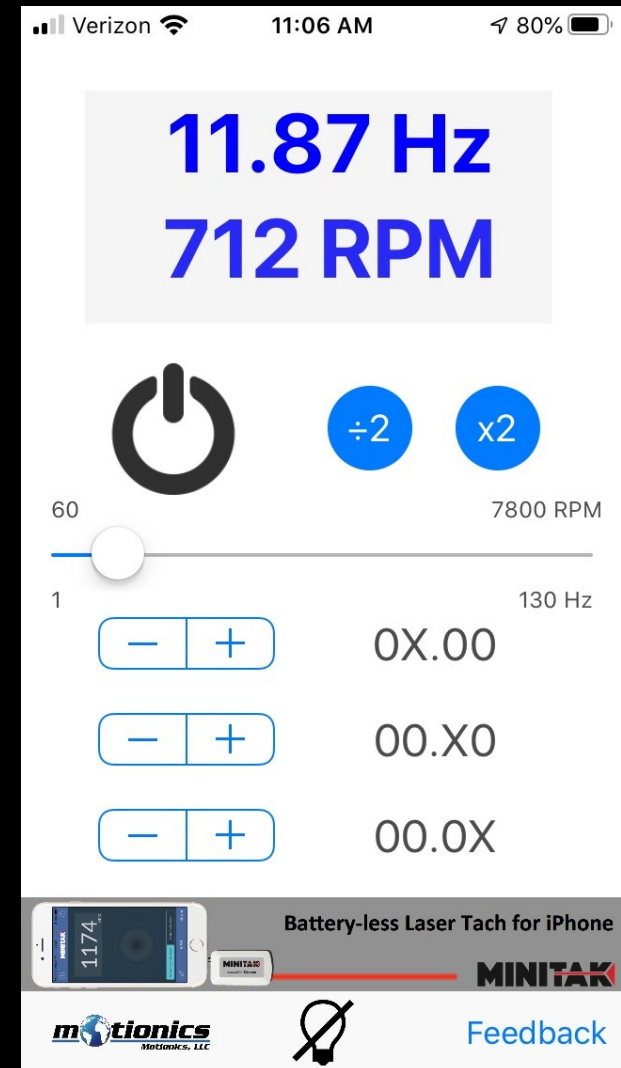 Verizon 11:06 AM 80%
11.87 Hz
712 RPM
÷2 x2
60 7800 RPM
1 130 Hz
− + 0X.00
− + 00.X0
− + 00.0X
Battery-less Laser Tach for iPhone
1174
MINITAK
MINITAK
MINITAK
motionics
Motionics, LLC
Feedback